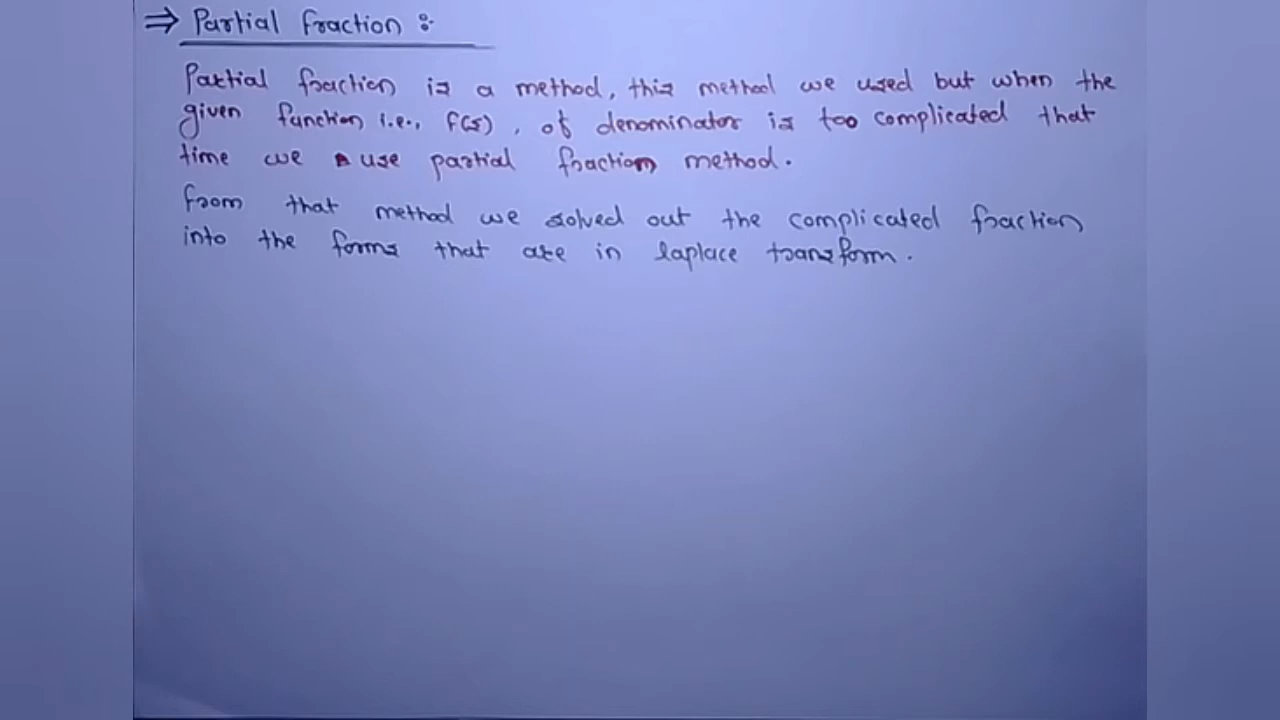 ⇒ Partial fraction :-
Partial fraction is a method, this method we used but when the
given function i.e., F(s), of denominator is too complicated that
time we use partial fraction method.
from that method we solved out the complicated fraction
into the forms that are in laplace transform.